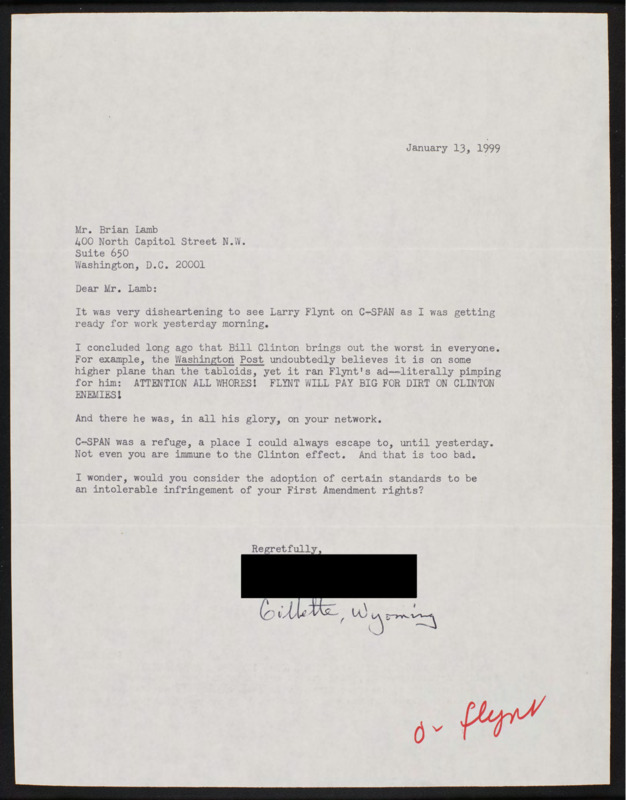 January 13, 1999
Mr. Brian Lamb
400 North Capitol Street N.W.
Suite 650
Washington, D.C. 20001
Dear Mr. Lamb:
It was very disheartening to see Larry Flynt on C-SPAN as I was getting
ready for work yesterday morning.
I concluded long ago that Bill Clinton brings out the worst in everyone.
For example, the Washington Post undoubtedly believes it is on some
higher plane than the tabloids, yet it ran Flynt's ad—literally pimping
for him:  ATTENTION ALL WHORES!  FLYNT WILL PAY BIG FOR DIRT ON CLINTON
ENEMIES!
And there he was, in all his glory, on your network.
C-SPAN was a refuge, a place I could always escape to, until yesterday.
Not even you are immune to the Clinton effect.  And that is too bad.
I wonder, would you consider the adoption of certain standards to be
an intolerable infringement of your First Amendment rights?
Regretfully,
Gillette, Wyoming
flynt